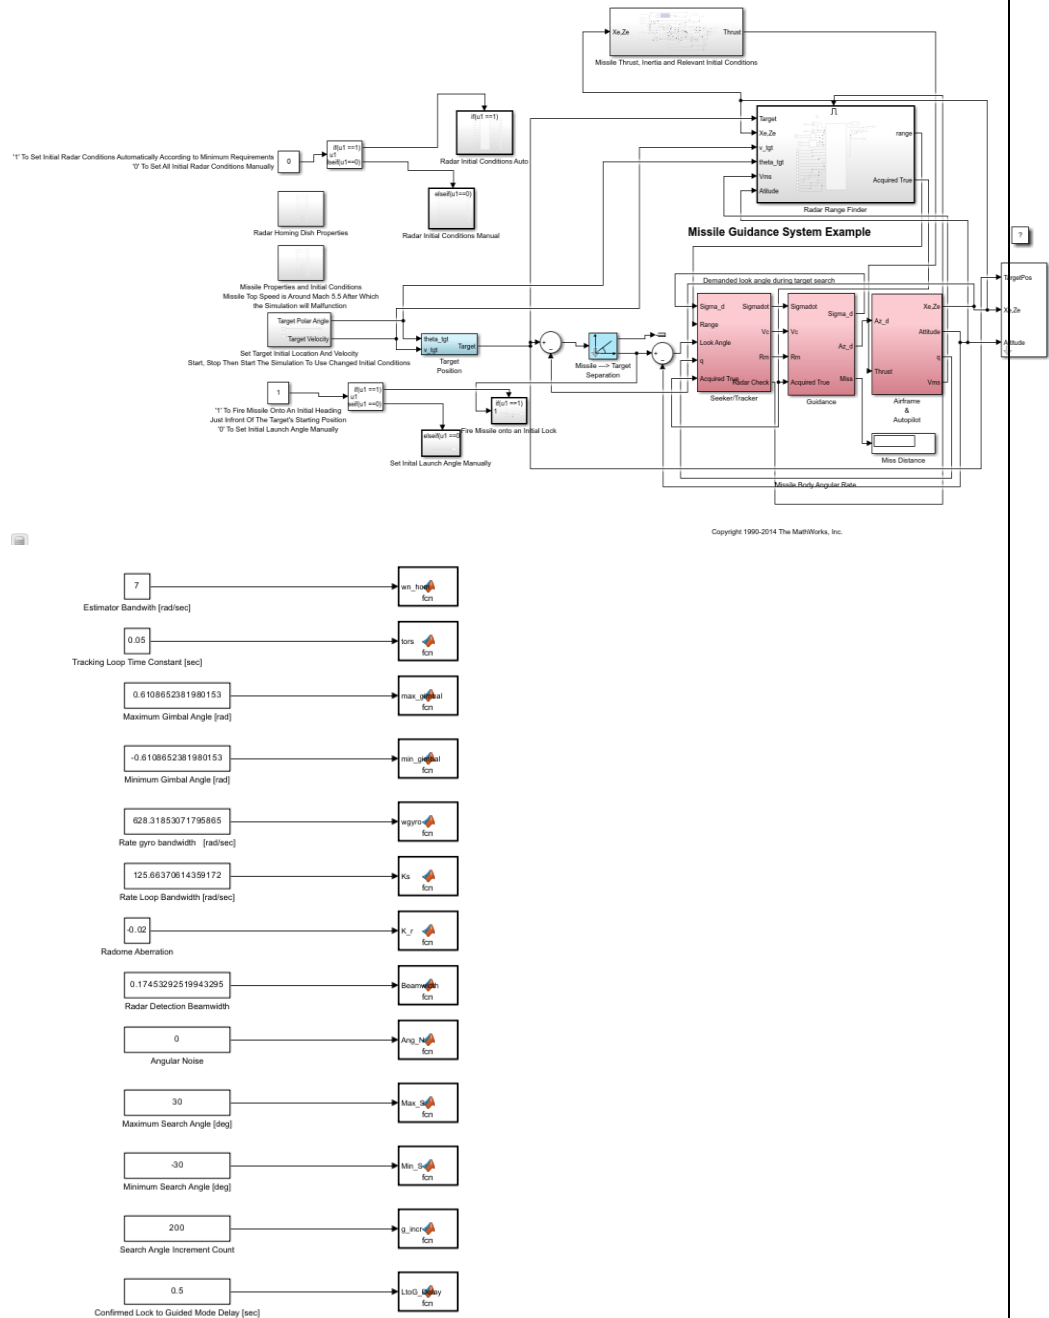 Xe,Ze
Thrust
Missile Thrust, Inertia and Relevant Initial Conditions
if(u1 ==1)
Radar Initial Conditions Auto
'1' To Set Initial Radar Conditions Automatically According to Minimum Requirements
'0' To Set All Initial Radar Conditions Manually
0
u1
if(u1 ==1)
elseif(u1==0)
Radar Initial Conditions Manual
Target
Xe,Ze
v_tgt
theta_tgt
Vms
Atitude
range
Acquired True
Radar Range Finder
Radar Homing Dish Properties
Missile Guidance System Example
?
Missile Properties and Initial Conditions
Missile Top Speed is Around Mach 5.5 After Which
the Simulation will Malfunction
Target Polar Angle
Target Velocity
Set Target Initial Location And Velocity
Start, Stop Then Start The Simulation To Use Changed Initial Conditions
theta_tgt
v_tgt
Target
Target
Position
Missile ---> Target
Separation
Demanded look angle during target search
Sigma_d
Range
Look Angle
q
Acquired True
Sigmadot
Vc
Rm
Radar Check
Seeker/Tracker
Sigmadot
Vc
Rm
Acquired True
Sigma_d
Az_d
Miss
Guidance
Az_d
Thrust
Xe,Ze
Attitude
q
Vms
Airframe
&
Autopilot
TargetPos
Xe,Ze
Attitude
1
u1
if(u1 ==1)
'1' To Fire Missile Onto An Initial Heading
Just Infront Of The Target's Starting Position
'0' To Set Initial Launch Angle Manually
if(u1 ==1)
1
Fire Missile onto an Initial Lock
Set Inital Launch Angle Manually
Miss Distance
Missile Body Angular Rate
Copyright 1990-2014 The MathWorks, Inc.
7
fcn
Estimator Bandwith [rad/sec]
0.05
tors
fcn
Tracking Loop Time Constant [sec]
0.6108652381980153
fcn
Maximum Gimbal Angle [rad]
-0.6108652381980153
fcn
Minimum Gimbal Angle [rad]
628.31853071795865
wgyro
fcn
Rate gyro bandwidth [rad/sec]
125.66370614359172
Ks
fcn
Rate Loop Bandwidth [rad/sec]
-0.02
K_r
fcn
Radome Aberration
0.17453292519943295
Beamwidth
fcn
Radar Detection Beamwidth
0
fcn
Angular Noise
30
fcn
Maximum Search Angle [deg]
-30
fcn
Minimum Search Angle [deg]
200
fcn
Search Angle Increment Count
0.5
fcn
Confirmed Lock to Guided Mode Delay [sec]